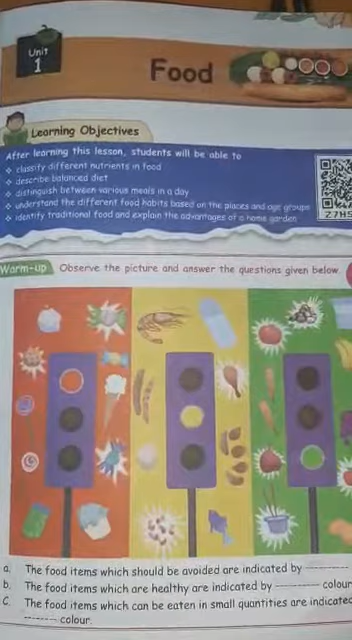 Unit
1
Food
Learning Objectives
After learning this lesson, students will be able to
❖ classify different nutrients in food
❖ describe balanced diet
❖ distinguish between various meals in a day
❖ understand the different food habits based on the places and age groups
❖ identify traditional food and explain the advantages of a home garden
Warm-up Observe the picture and answer the questions given below.
a. The food items which should be avoided are indicated by ----------
b. The food items which are healthy are indicated by ---------- colour
C. The food items which can be eaten in small quantities are indicated
-------- colour.